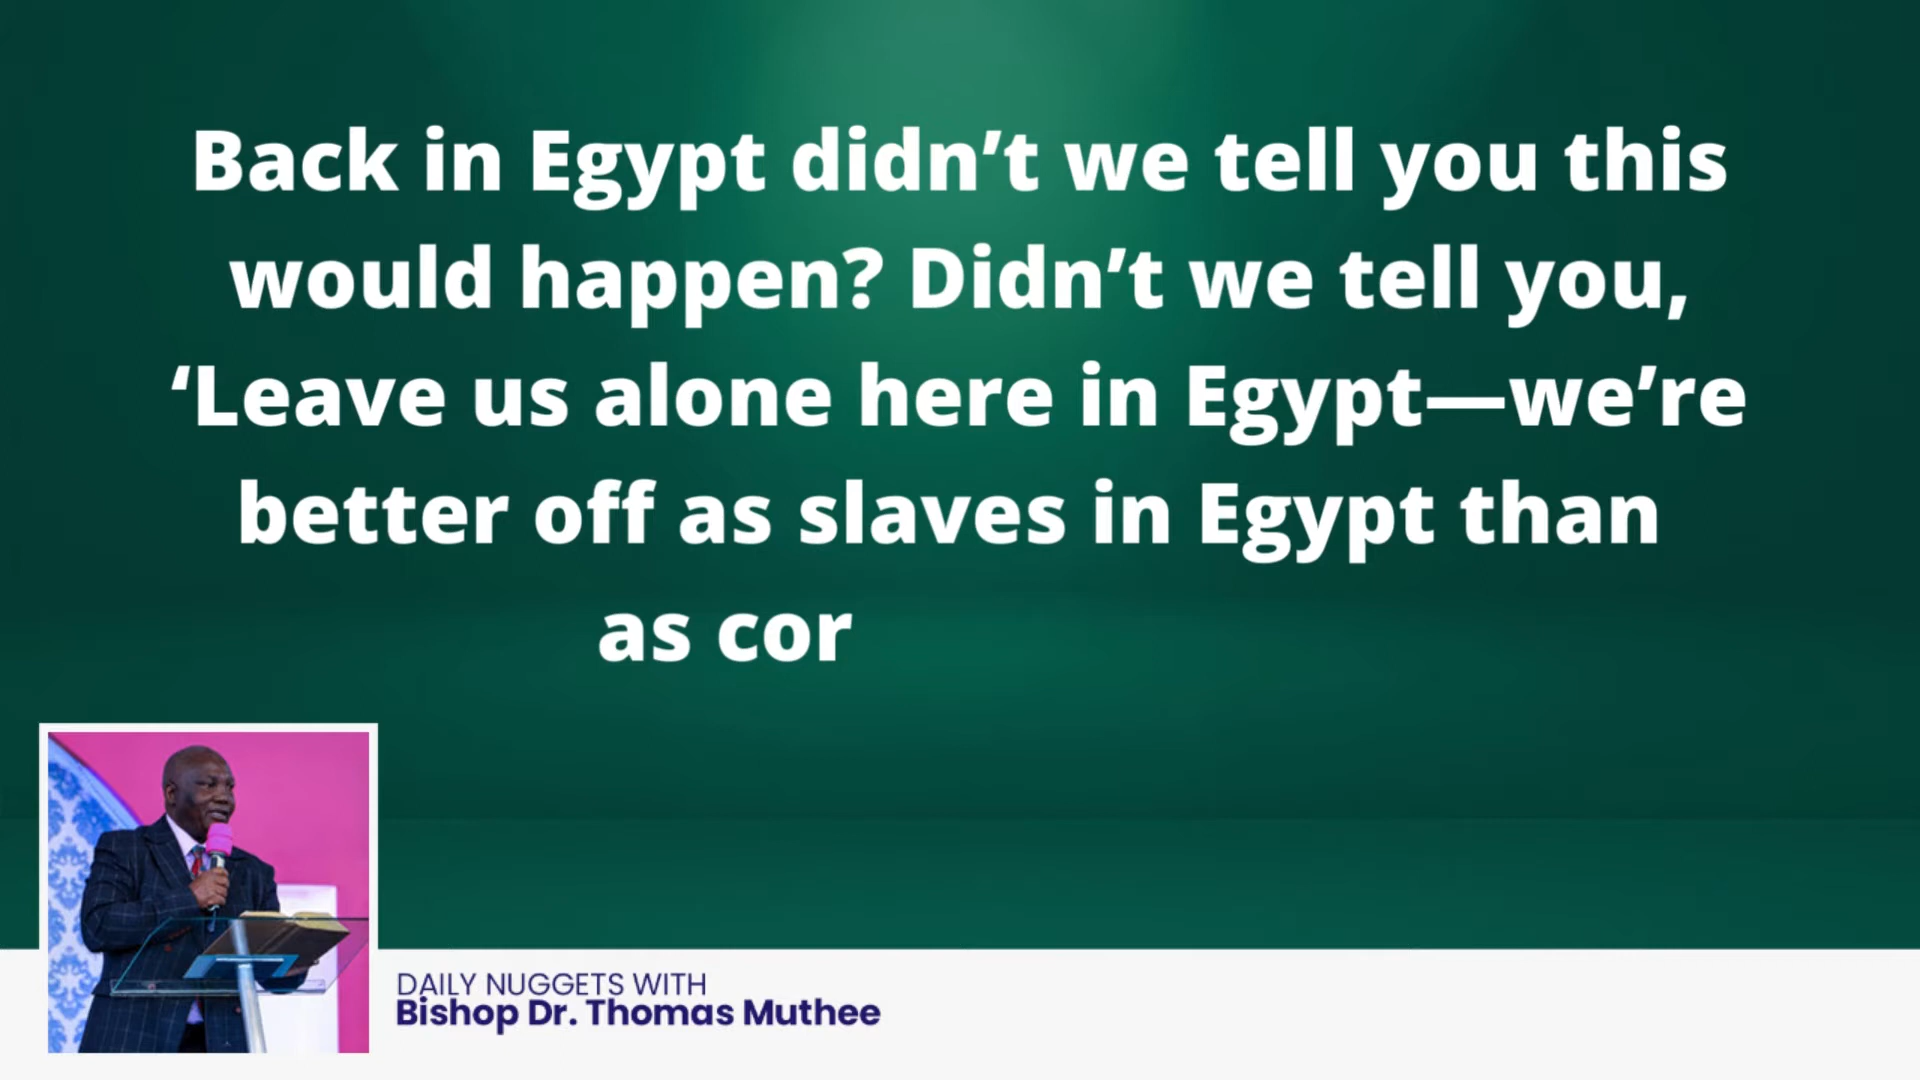 Back in Egypt didn’t we tell you this
would happen? Didn’t we tell you,
‘Leave us alone here in Egypt—we’re
better off as slaves in Egypt than
as cor
DAILY NUGGETS WITH
Bishop Dr. Thomas Muthee